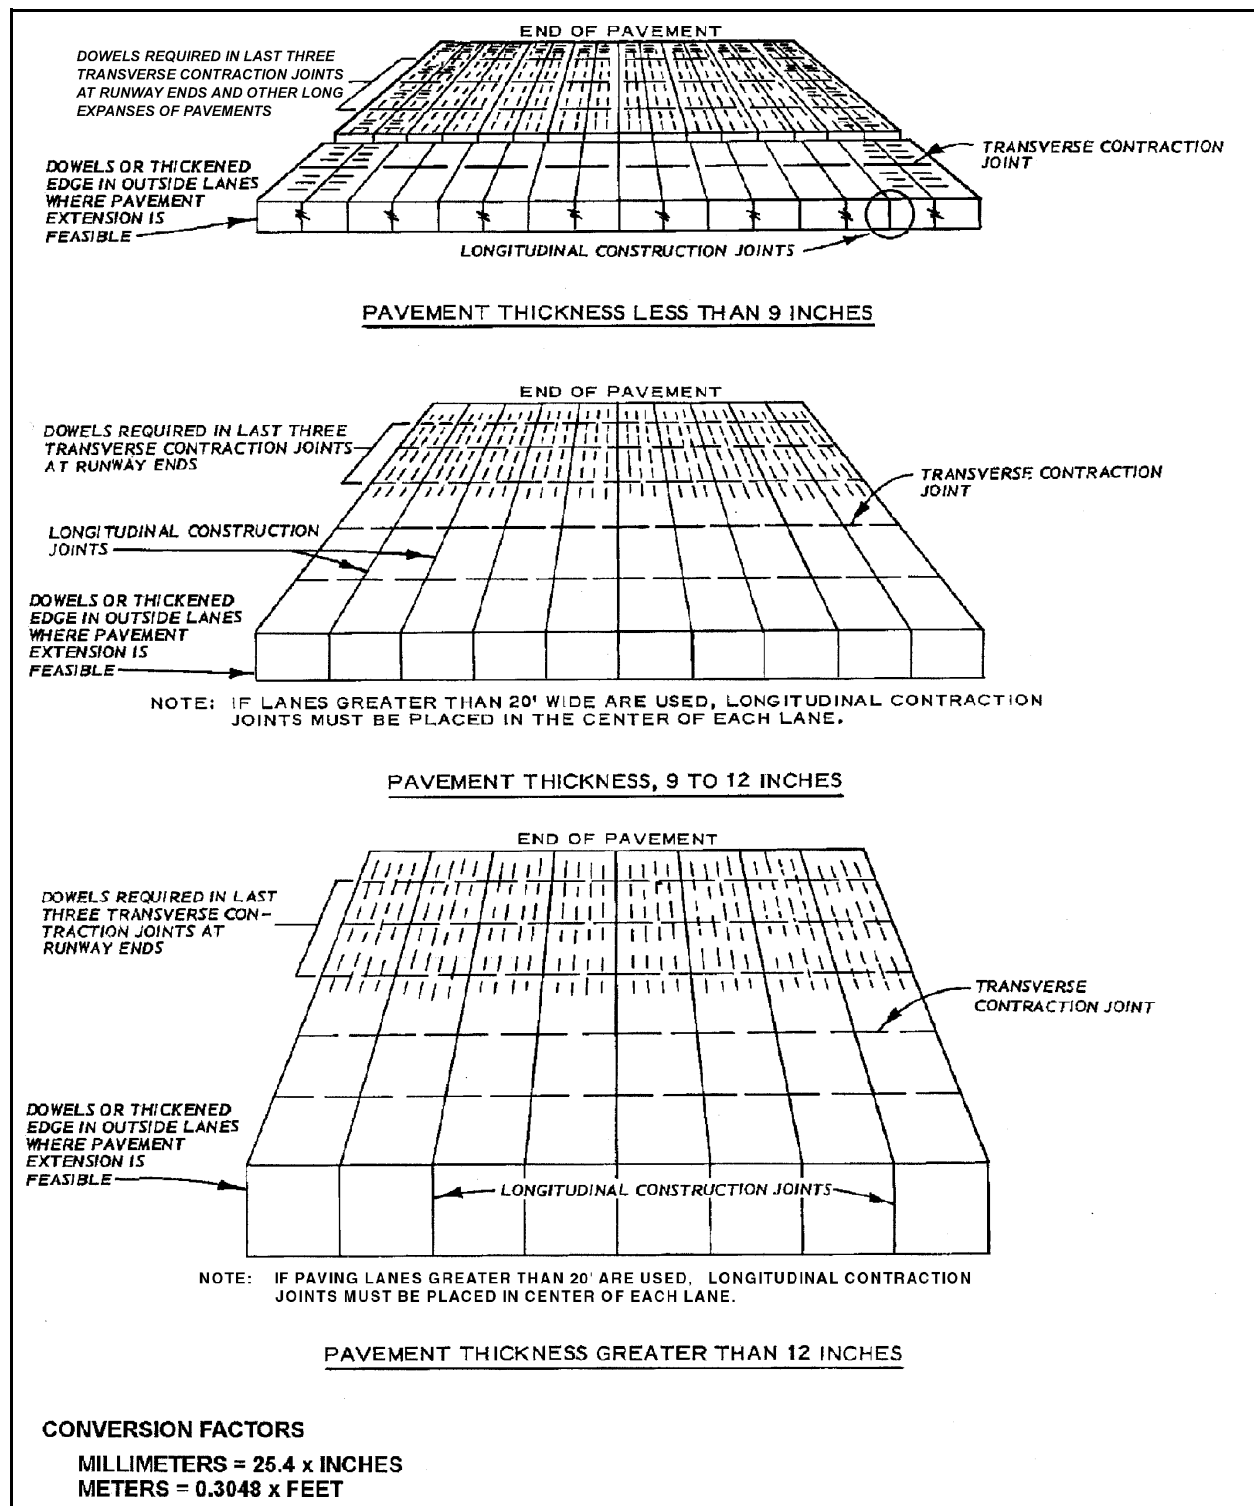 END OF PAVEMENT
DOWELS REQUIRED IN LAST THREE
TRANSVERSE CONTRACTION JOINTS
AT RUNWAY ENDS AND OTHER LONG
EXPANSES OF PAVEMENTS
DOWELS OR THICKENED
EDGE IN OUTSIDE LANES
WHERE PAVEMENT
EXTENSION IS
FEASIBLE
TRANSVERSE CONTRACTION
JOINT
LONGITUDINAL CONSTRUCTION JOINTS
PAVEMENT THICKNESS LESS THAN 9 INCHES
END OF PAVEMENT
DOWELS REQUIRED IN LAST THREE
TRANSVERSE CONTRACTION JOINTS
AT RUNWAY ENDS
TRANSVERSE CONTRACTION
JOINT
LONGITUDINAL CONSTRUCTION
JOINTS
DOWELS OR THICKENED
EDGE IN OUTSIDE LANES
WHERE PAVEMENT
EXTENSION IS
FEASIBLE
NOTE: IF LANES GREATER THAN 20' WIDE ARE USED, LONGITUDINAL CONTRACTION
JOINTS MUST BE PLACED IN THE CENTER OF EACH LANE.
PAVEMENT THICKNESS, 9 TO 12 INCHES
END OF PAVEMENT
DOWELS REQUIRED IN LAST
THREE TRANSVERSE CON-
TRACTION JOINTS AT
RUNWAY ENDS
TRANSVERSE
CONTRACTION JOINT
DOWELS OR THICKENED
EDGE IN OUTSIDE LANES
WHERE PAVEMENT
EXTENSION IS
FEASIBLE
LONGITUDINAL CONSTRUCTION JOINTS
NOTE: IF PAVING LANES GREATER THAN 20' ARE USED, LONGITUDINAL CONTRACTION
JOINTS MUST BE PLACED IN CENTER OF EACH LANE.
PAVEMENT THICKNESS GREATER THAN 12 INCHES
CONVERSION FACTORS
MILLIMETERS = 25.4 x INCHES
METERS = 0.3048 x FEET